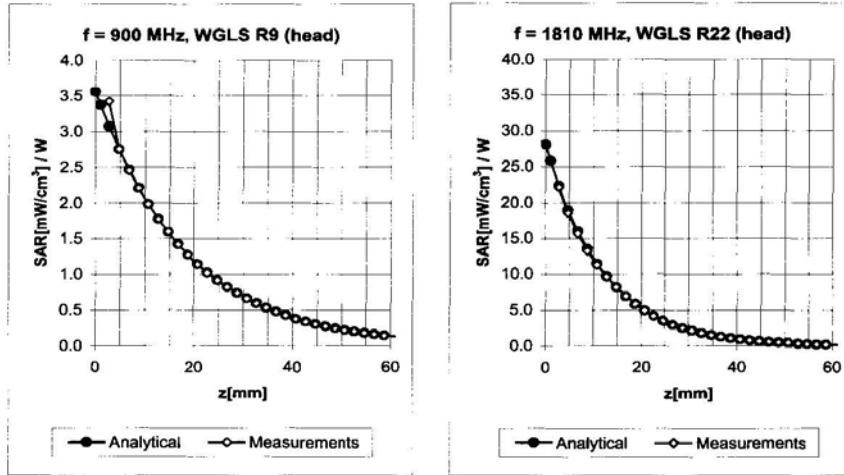 f = 900 MHz, WGLS R9 (head)
4.0
3.5
3.0
2.5
2.0
1.5
1.0
0.5
0.0
SAR[mW/cm³] / W
0
20
40
60
z[mm]
Analytical
Measurements
f = 1810 MHz, WGLS R22 (head)
40.0
35.0
30.0
25.0
20.0
15.0
10.0
5.0
0.0
SAR[mW/cm³] / W
0
20
40
60
z[mm]
Analytical
Measurements